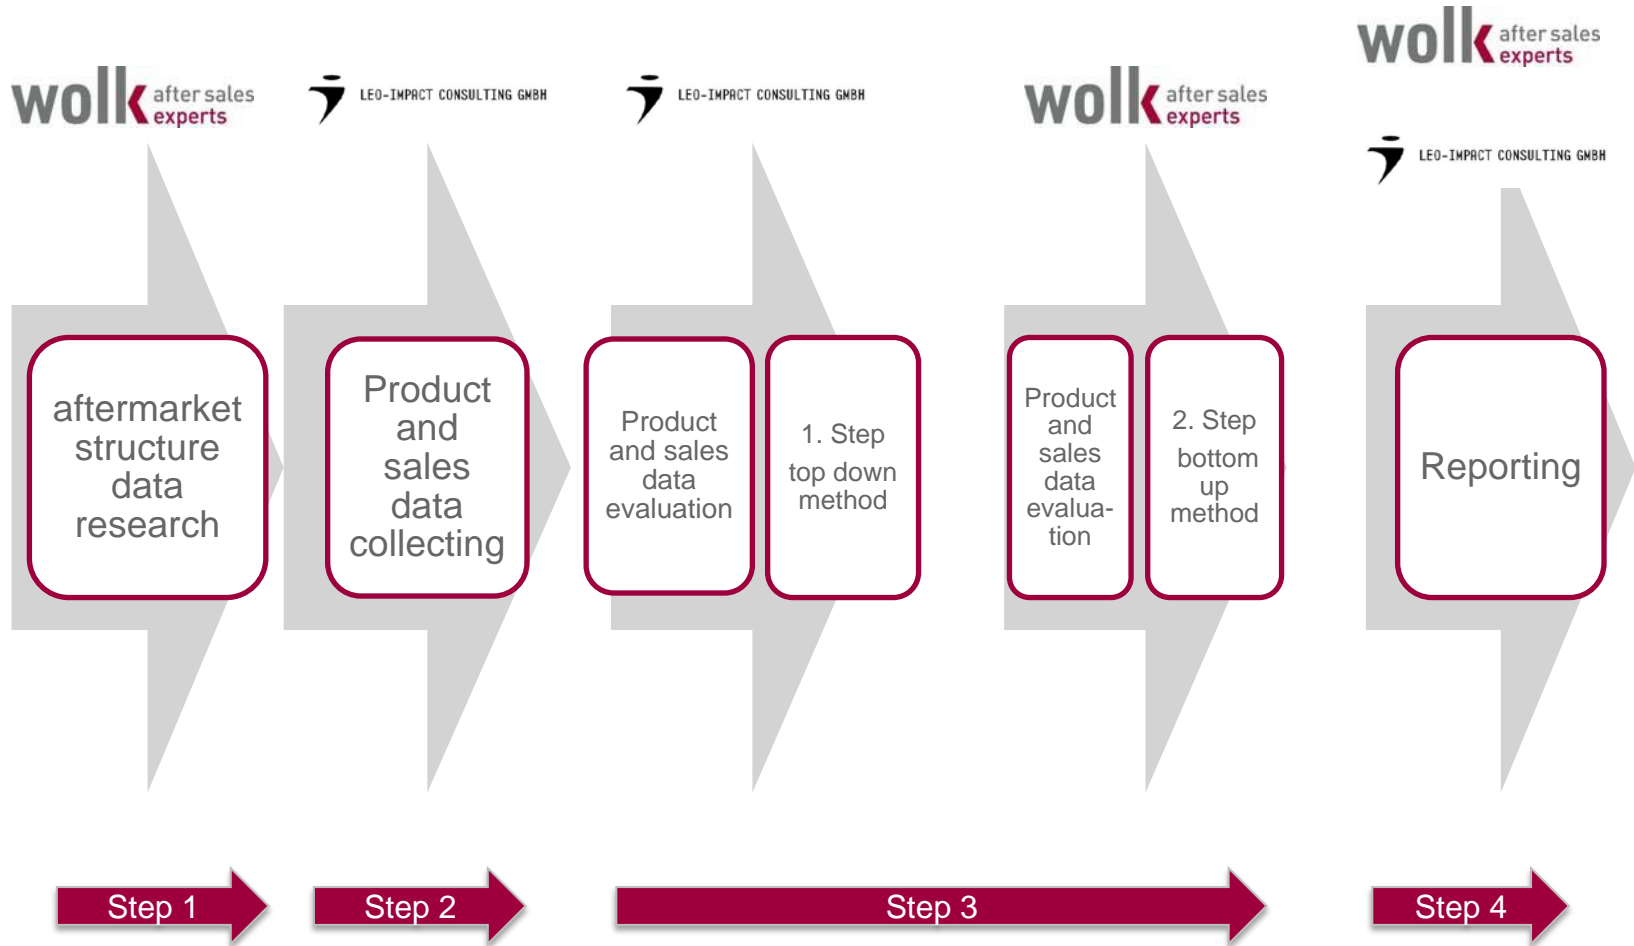 wolk after sales
experts
LEO-IMPACT CONSULTING GMBH
LEO-IMPACT CONSULTING GMBH
wolk after sales
experts
wolk after sales
experts
LEO-IMPACT CONSULTING GMBH
aftermarket
structure
data
research
Product
and
sales
data
collecting
Product
and sales
data
evaluation
1. Step
top down
method
Product
and
sales
data
evalua-
tion
2. Step
bottom
up
method
Reporting
Step 1
Step 2
Step 3
Step 4